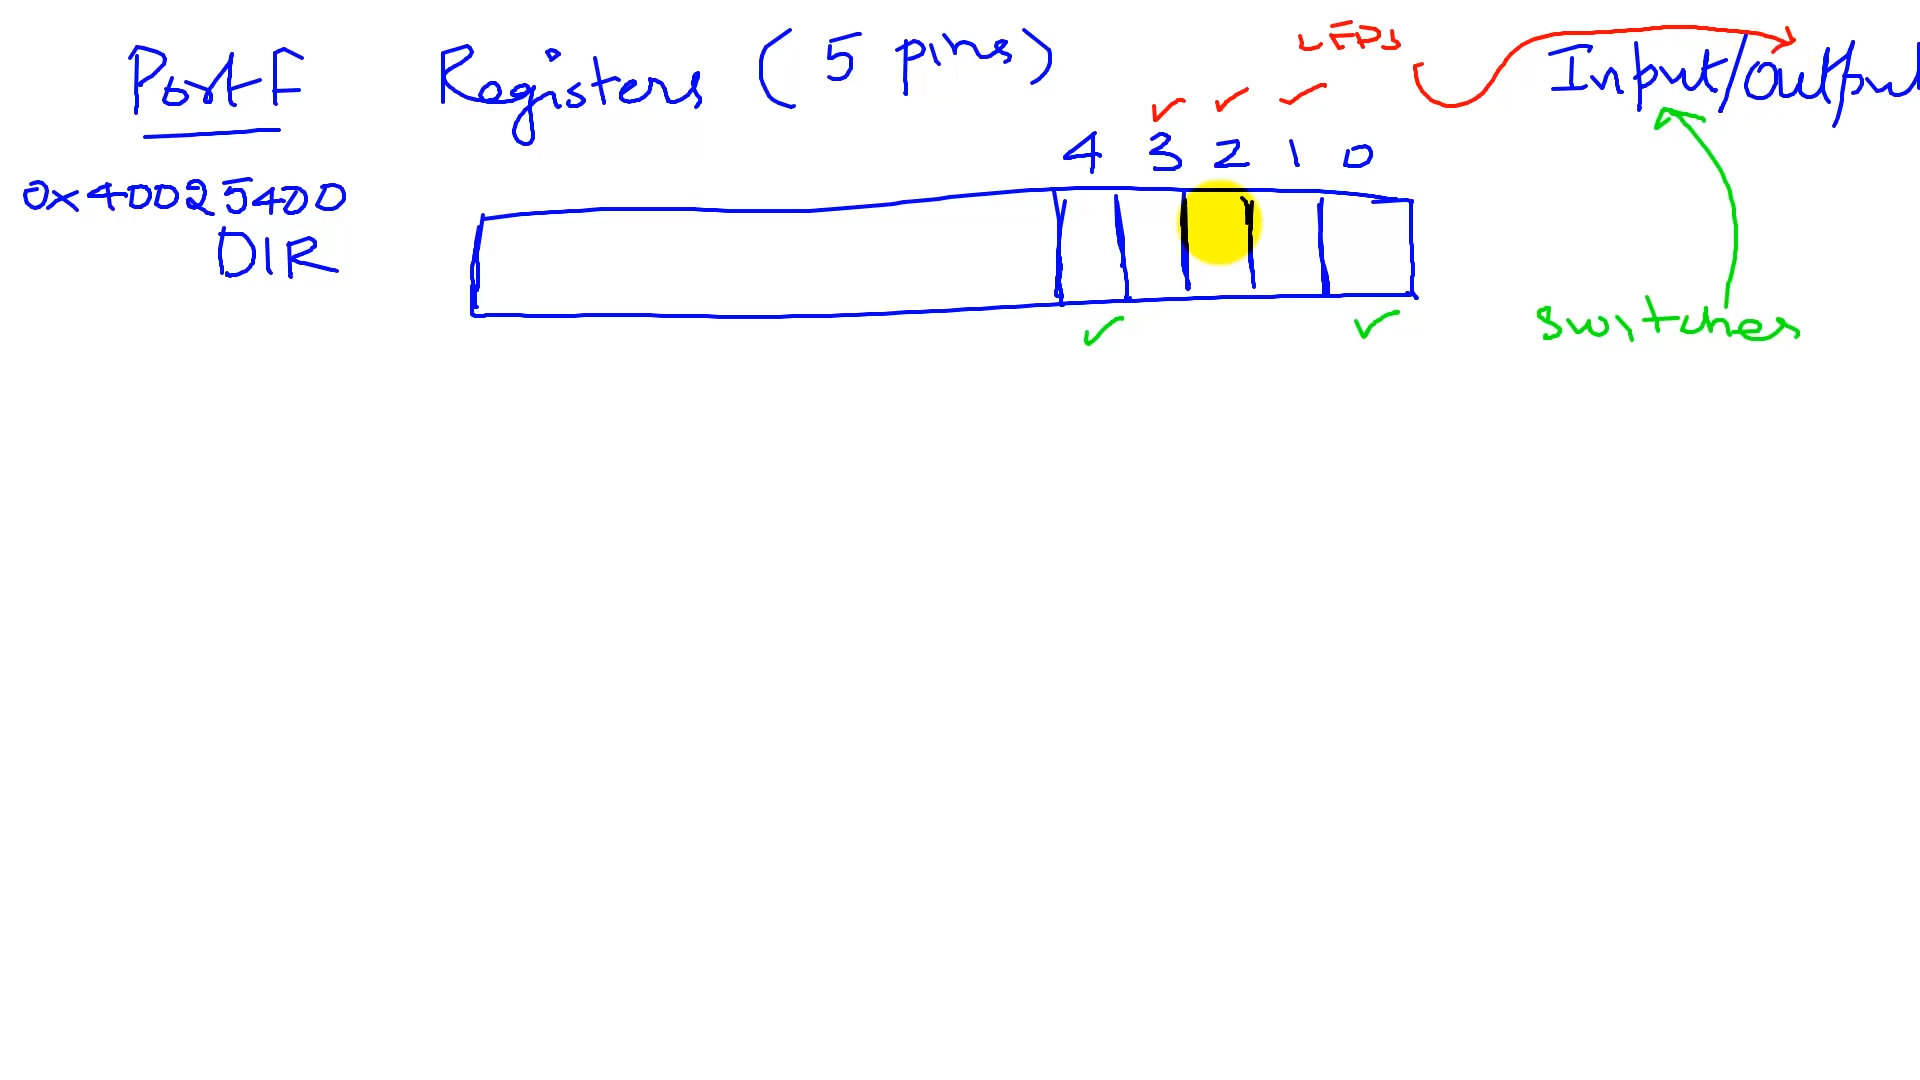 Port F Registers (5 pins) LEDs Input/Output
4 3 2 1 0
0x40025400
DIR
Switches